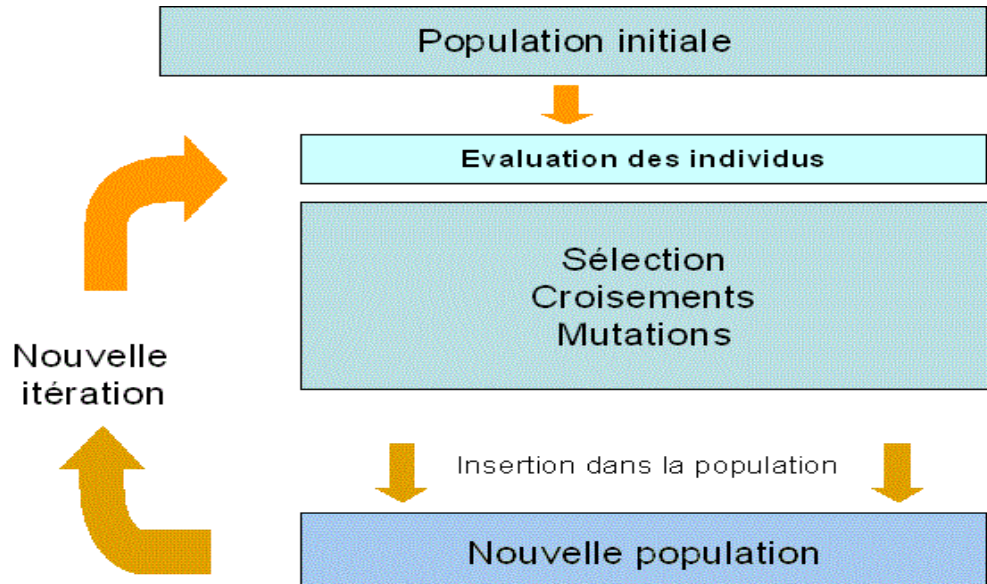 Population initiale
Evaluation des individus
Sélection
Croisements
Mutations
Nouvelle
itération
Insertion dans la population
Nouvelle population